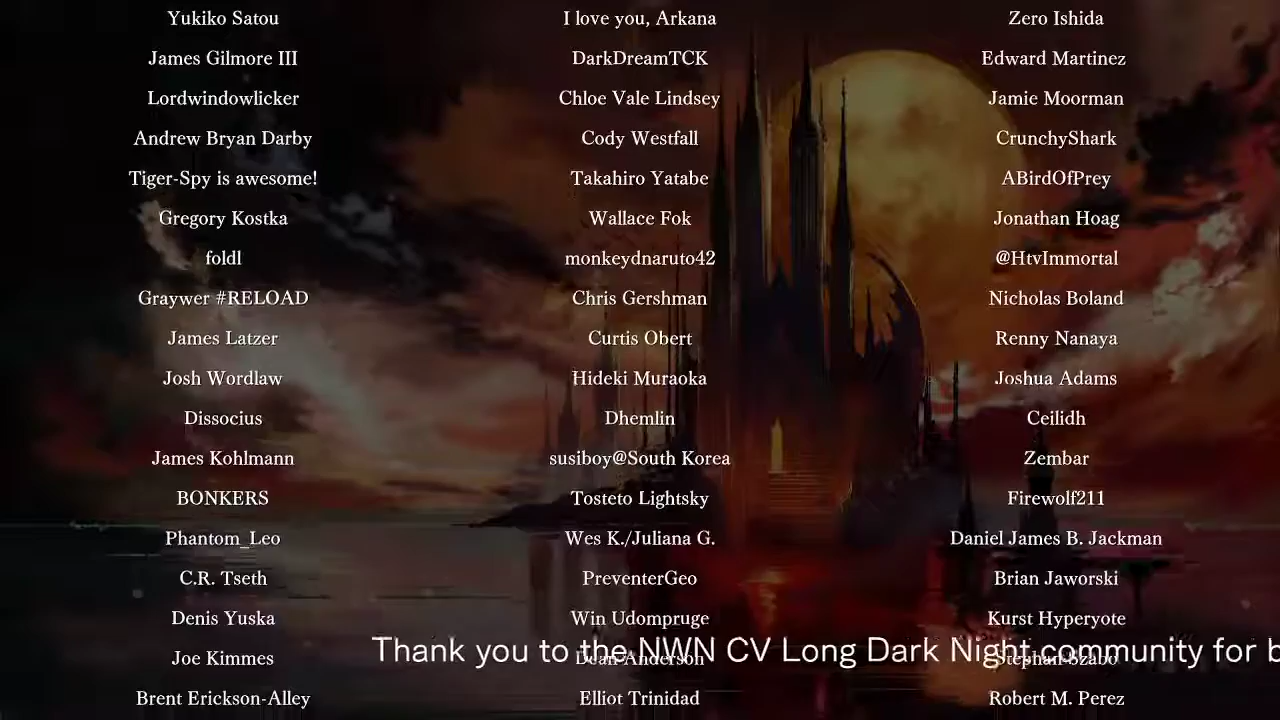 Yukiko Satou
I love you, Arkana
Zero Ishida
James Gilmore III
DarkDreamTCK
Edward Martinez
Lordwindowlicker
Chloe Vale Lindsey
Jamie Moorman
Andrew Bryan Darby
Cody Westfall
CrunchyShark
Tiger-Spy is awesome!
Takahiro Yatabe
ABirdOfPrey
Gregory Kostka
Wallace Fok
Jonathan Hoag
foldl
monkeydnaruto42
@HtvImmortal
Graywer #RELOAD
Chris Gershman
Nicholas Boland
James Latzer
Curtis Obert
Renny Nanaya
Josh Wordlaw
Hideki Muraoka
Joshua Adams
Dissocius
Dhemlin
Ceilidh
James Kohlmann
susiboy@South Korea
Zembar
BONKERS
Tosteto Lightsky
Firewolf211
Phantom_Leo
Wes K./Juliana G.
Daniel James B. Jackman
C.R. Tseth
PreventerGeo
Brian Jaworski
Denis Yuska
Win Udompruge
Kurst Hyperyote
Thank you to the NWN CV Long Dark Night community for b
Joe Kimmes
Dean Anderson
Stephan Szabo
Brent Erickson-Alley
Elliot Trinidad
Robert M. Perez